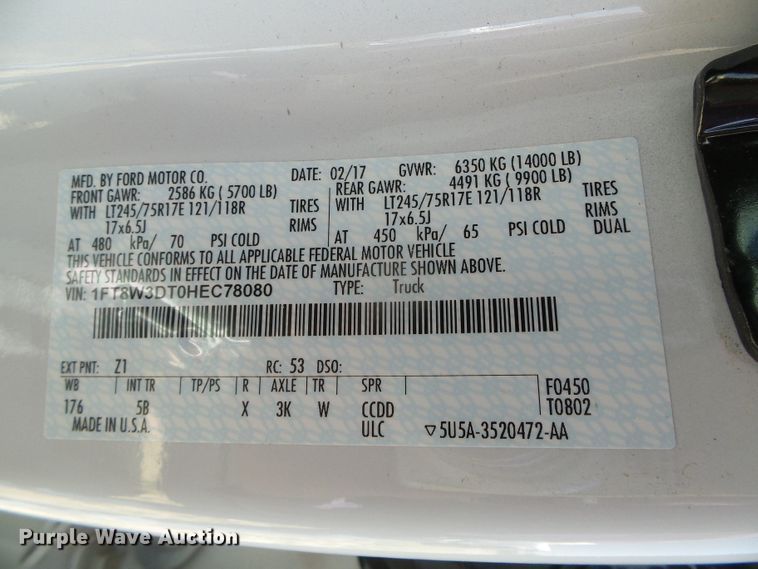 MFD. BY FORD MOTOR CO. DATE: 02/17 GVWR: 6350 KG (14000 LB)
FRONT GAWR: 2586 KG (5700 LB) REAR GAWR: 4491 KG (9900 LB)
WITH LT245/75R17E 121/118R TIRES WITH LT245/75R17E 121/118R TIRES
17x6.5J RIMS 17x6.5J RIMS
AT 480 kPa/ 70 PSI COLD AT 450 kPa/ 65 PSI COLD DUAL
THIS VEHICLE CONFORMS TO ALL APPLICABLE FEDERAL MOTOR VEHICLE
SAFETY STANDARDS IN EFFECT ON THE DATE OF MANUFACTURE SHOWN ABOVE.
VIN: 1FT8W3DT0HEC78080 TYPE: Truck
EXT PNT: Z1 RC: 53 DSO:
WB INT TR TP/PS R AXLE TR SPR F0450
176 5B X 3K W CCDD T0802
MADE IN U.S.A. ULC ▽5U5A-3520472-AA
Purple Wave Auction